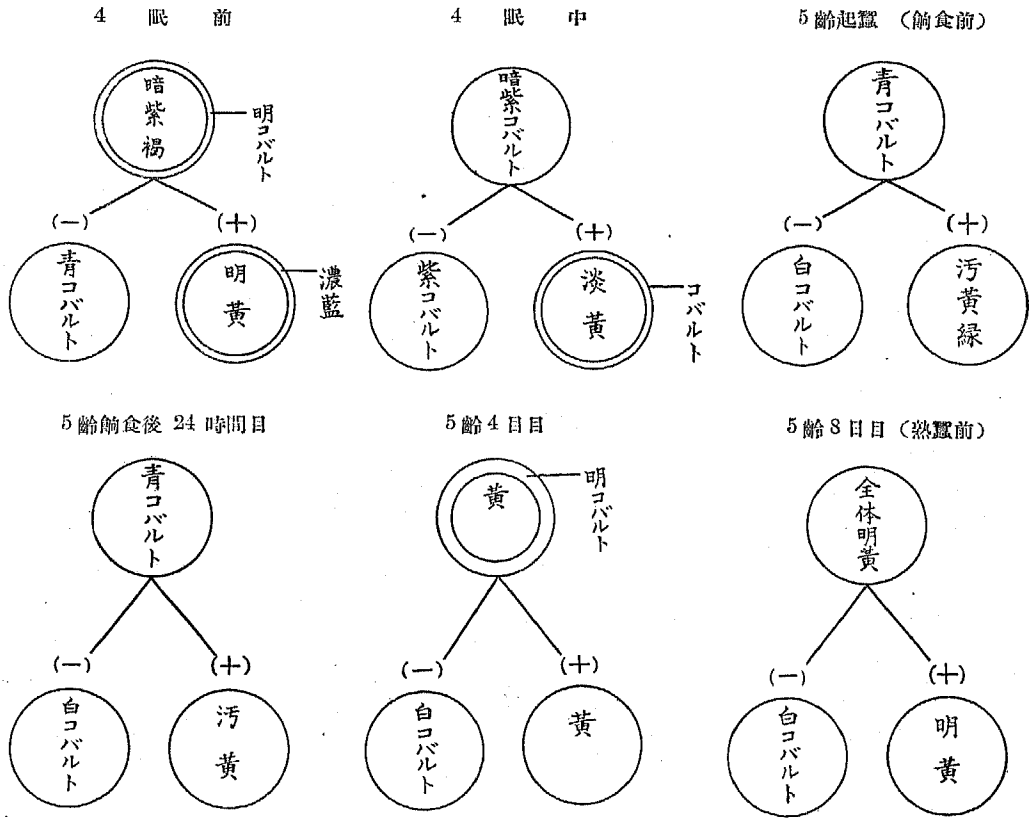 4 眠 前
暗紫褐
明コバルト
(−)
(+)
青コバルト
明黄
濃藍
4 眠 中
暗紫コバルト
(−)
(+)
紫コバルト
淡黄
コバルト
5齢起蠶 (餉食前)
青コバルト
(−)
(+)
白コバルト
汚黄緑
5齢餉食後 24時間目
青コバルト
(−)
(+)
白コバルト
汚黄
5齢4日目
黄
明コバルト
(−)
(+)
白コバルト
黄
5齢8日目(熟蠶前)
全体明黄
(−)
(+)
白コバルト
明黄